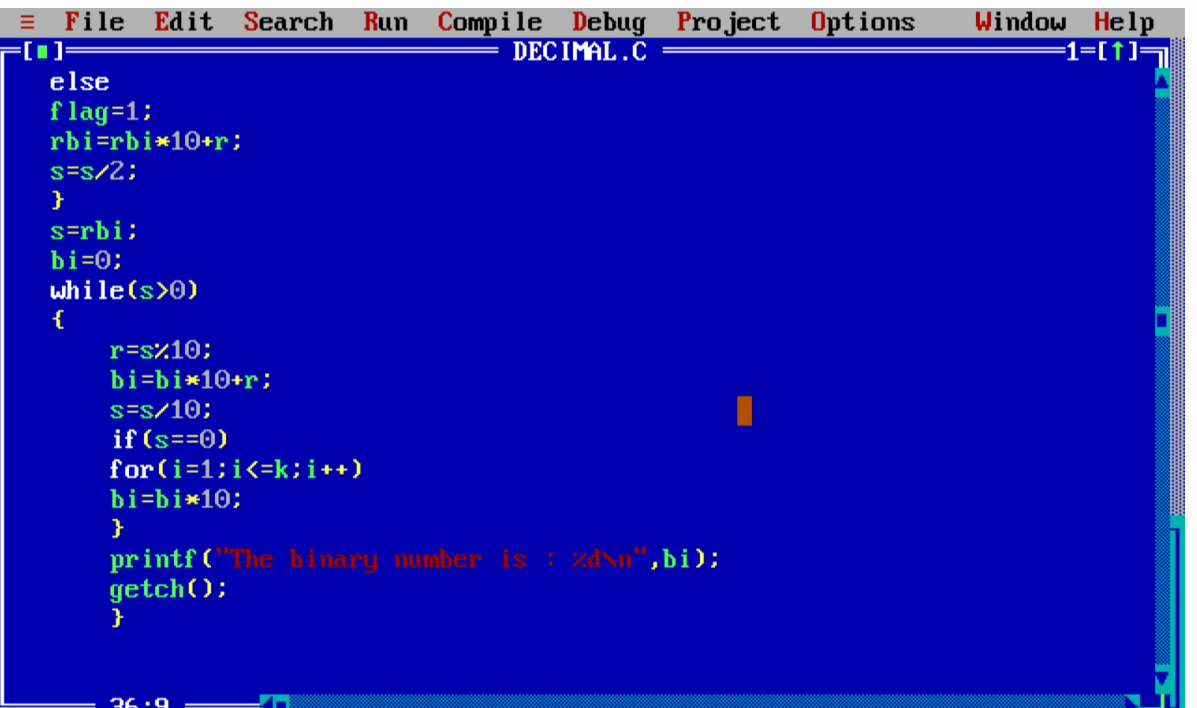 ≡ File Edit Search Run Compile Debug Project Options Window Help
[■] DECIMAL.C 1=[↑]
else
flag=1;
rbi=rbi*10+r;
s=s/2;
}
s=rbi;
bi=0;
while(s>0)
{
r=s%10;
bi=bi*10+r;
s=s/10;
if(s==0)
for(i=1;i<=k;i++)
bi=bi*10;
}
printf("The binary number is : %d\n",bi);
getch();
}
36:9